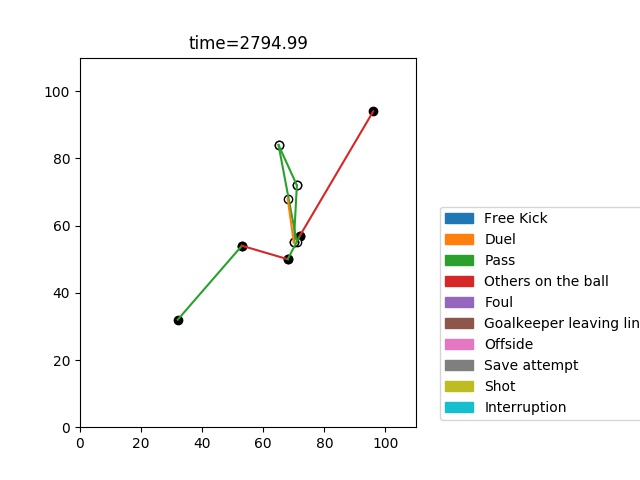 time=2794.99
100
80
60
40
20
0
0 20 40 60 80 100
Free Kick
Duel
Pass
Others on the ball
Foul
Goalkeeper leaving lin
Offside
Save attempt
Shot
Interruption